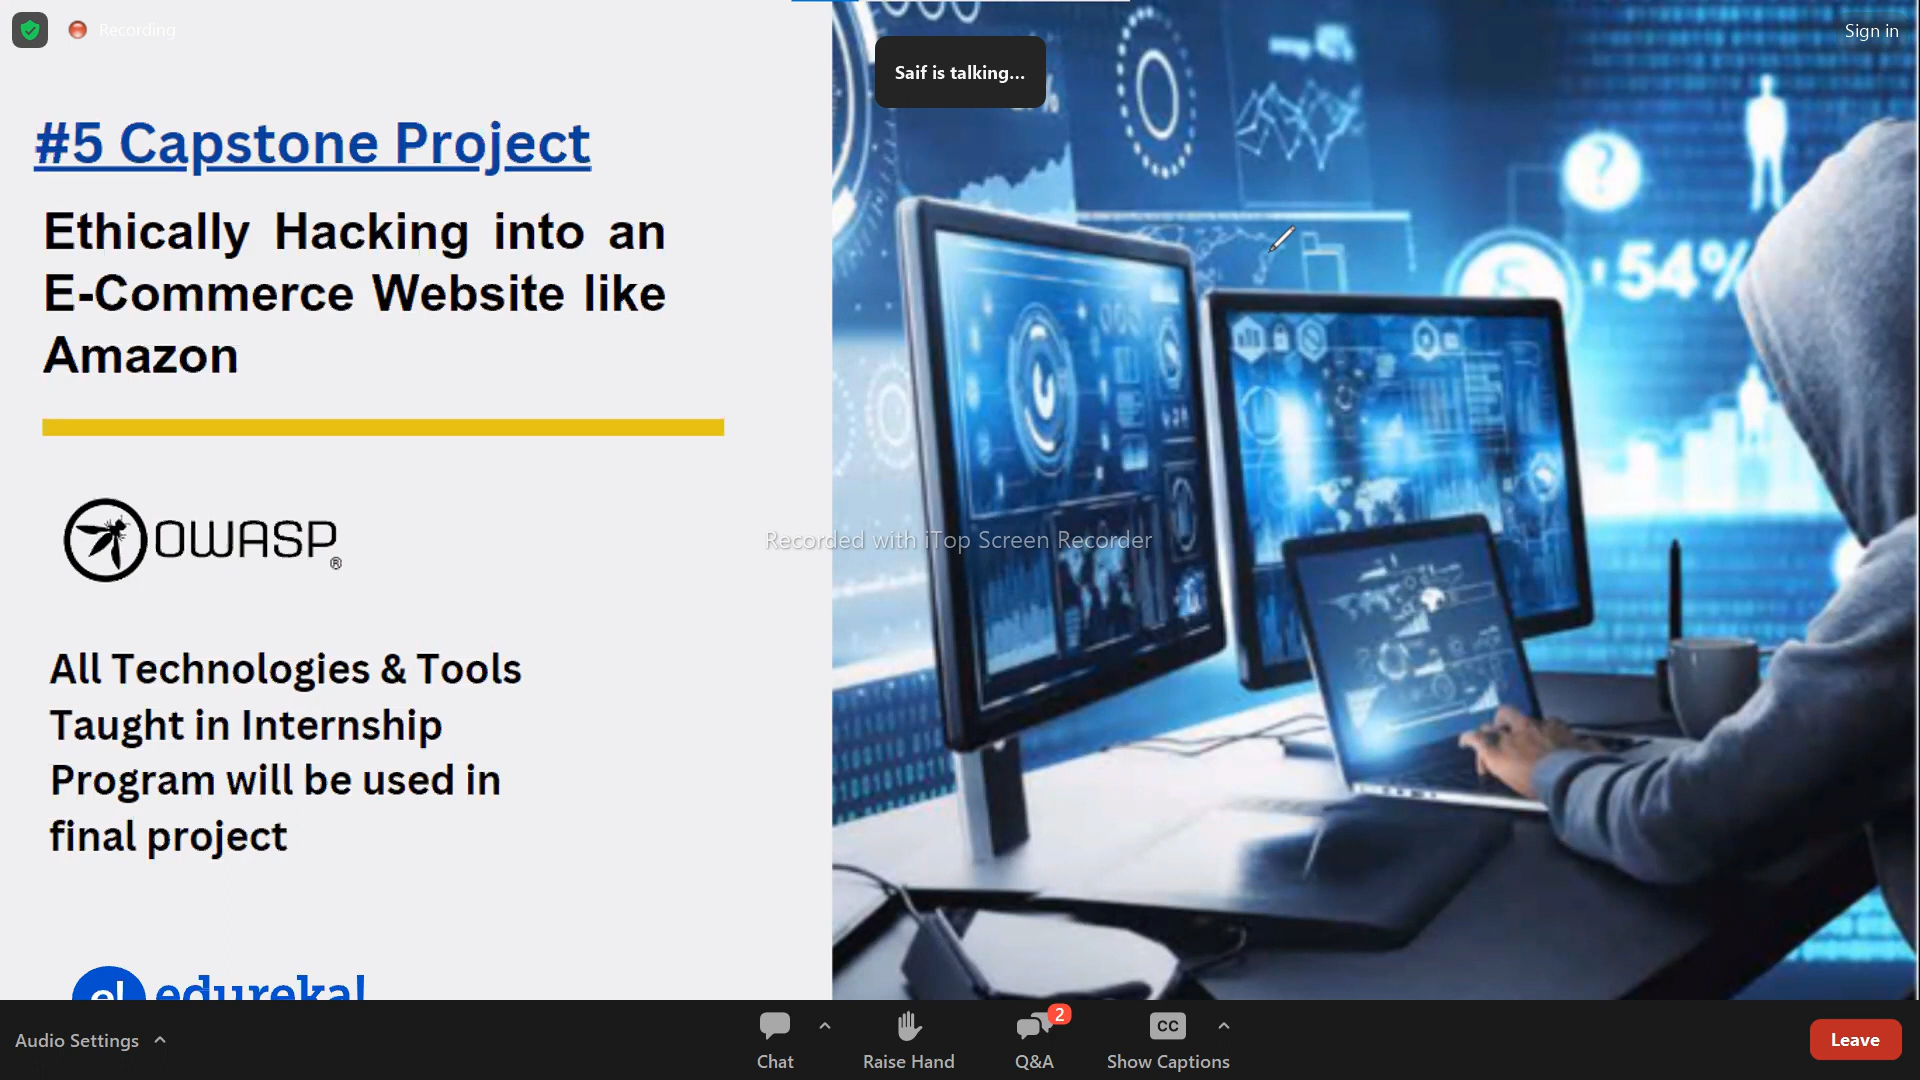 Recording
Sign in
Saif is talking...
#5 Capstone Project
Ethically Hacking into an
E-Commerce Website like
Amazon
54%
OWASP
®
Recorded with iTop Screen Recorder
All Technologies & Tools
Taught in Internship
Program will be used in
final project
e!
edureka!
Audio Settings
Chat
Raise Hand
2
Q&A
CC
Show Captions
Leave